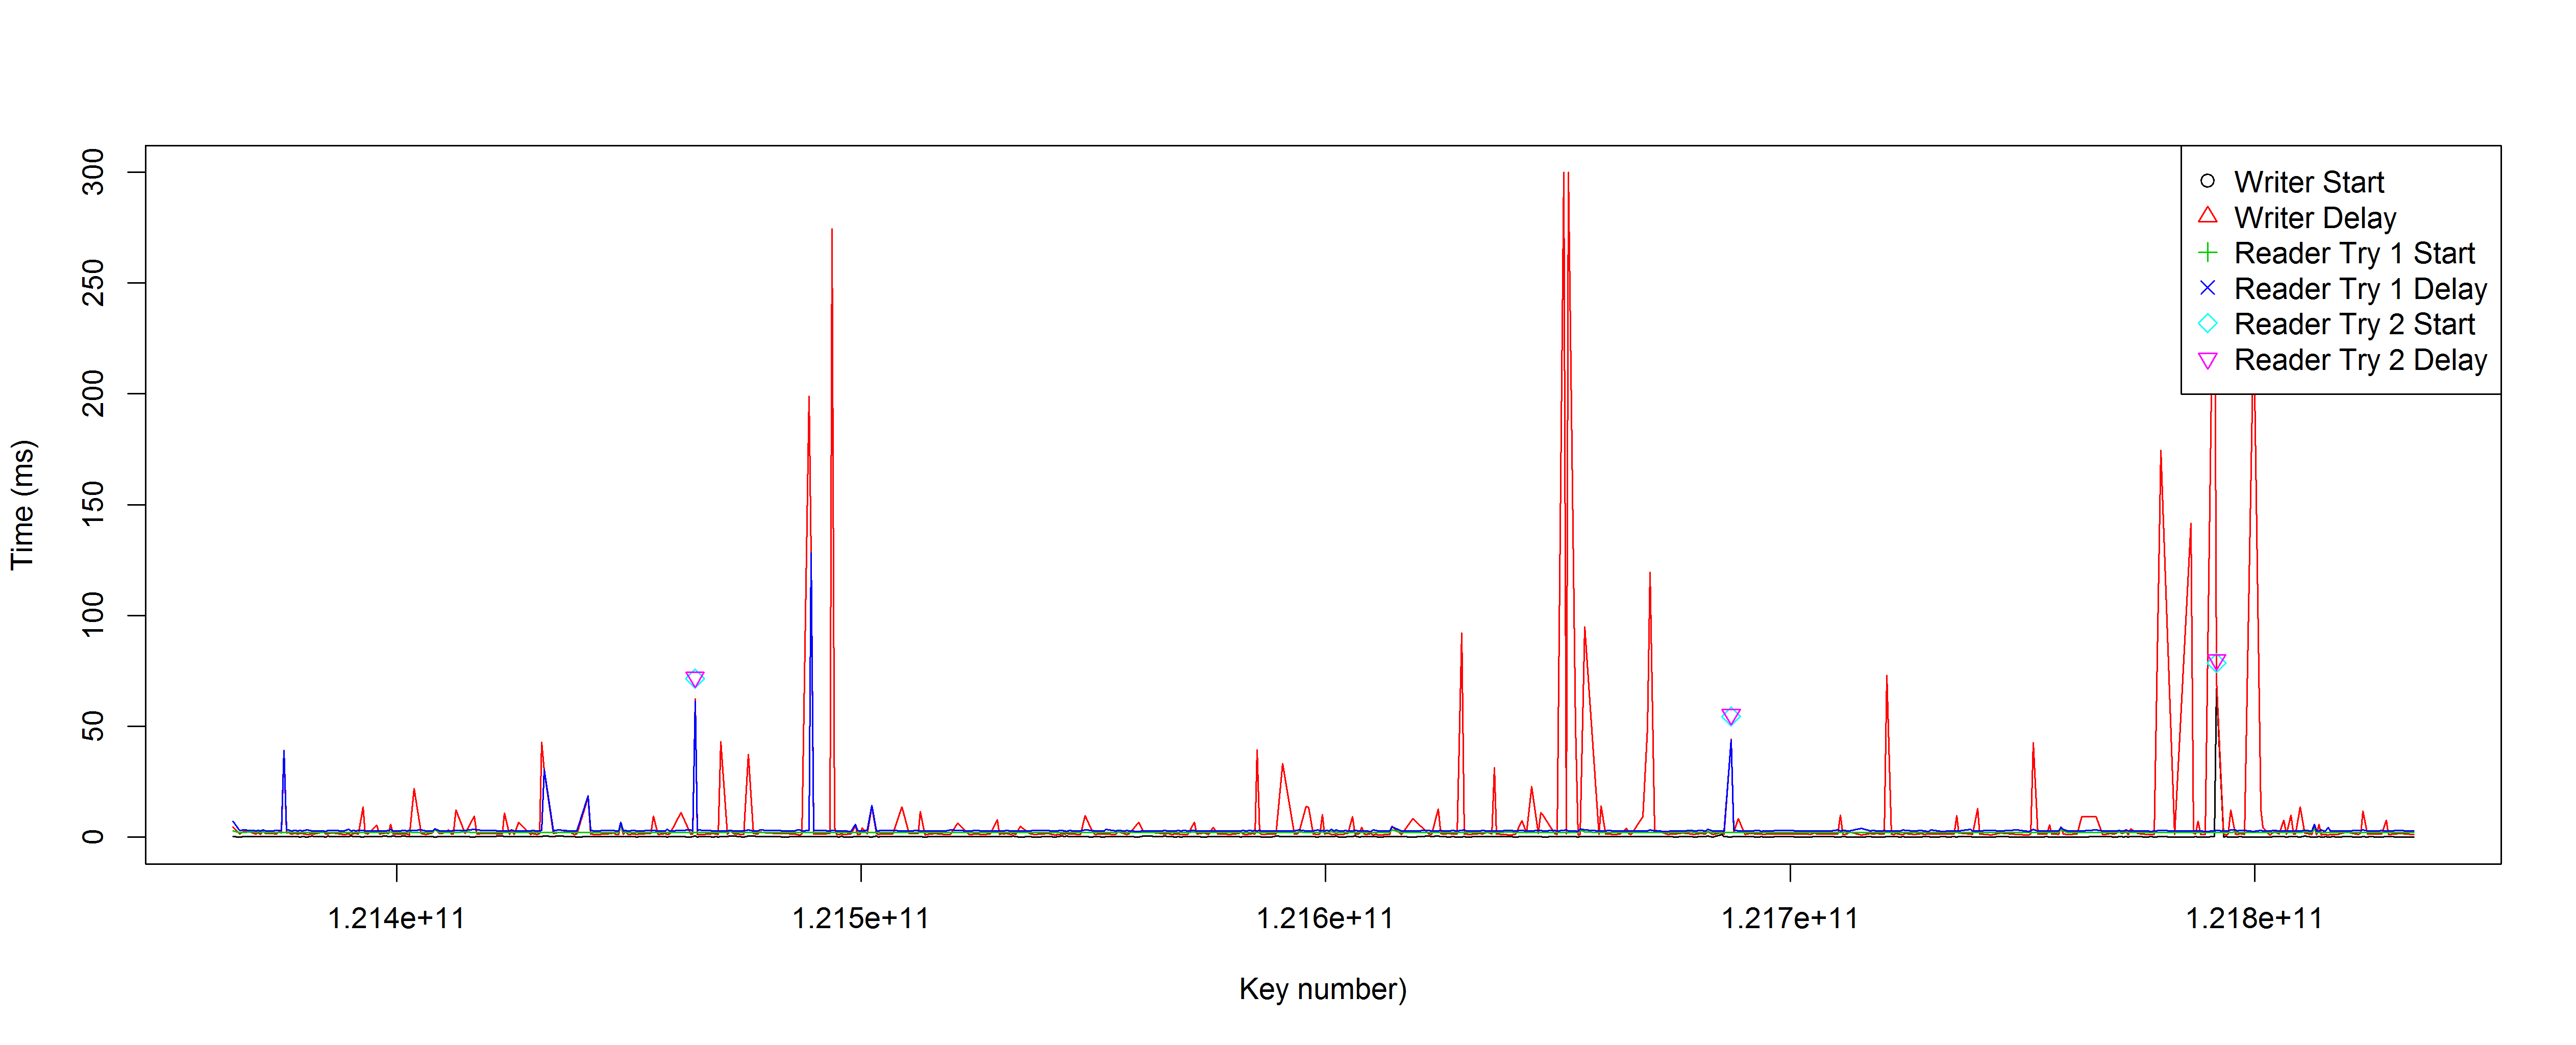 300
250
200
150
100
50
0
Time (ms)
Writer Start
Writer Delay
Reader Try 1 Start
Reader Try 1 Delay
Reader Try 2 Start
Reader Try 2 Delay
1.214e+11 1.215e+11 1.216e+11 1.217e+11 1.218e+11
Key number)